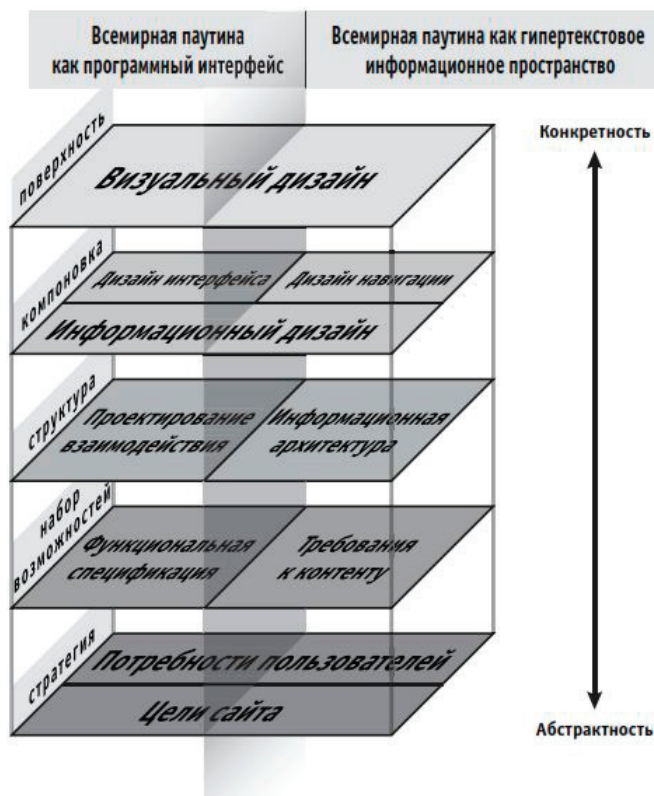 Всемирная паутина
как программный интерфейс
Всемирная паутина как гипертекстовое
информационное пространство
Конкретность
поверхность
Визуальный дизайн
компоновка
Дизайн интерфейса
Дизайн навигации
Информационный дизайн
структура
Проектирование
взаимодействия
Информационная
архитектура
набор
возможностей
Функциональная
спецификация
Требования
к контенту
стратегия
Потребности пользователей
Цели сайта
Абстрактность